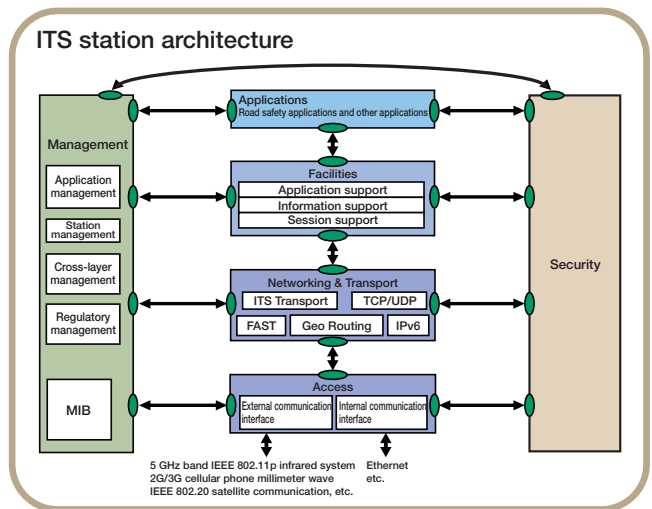 ITS station architecture
Management
Application
management
Station
management
Cross-layer
management
Regulatory
management
MIB
Applications
Road safety applications and other applications
Facilities
Application support
Information support
Session support
Networking & Transport
ITS Transport
TCP/UDP
FAST
Geo Routing
IPv6
Access
External communication
interface
Internal communication
interface
5 GHz band IEEE 802.11p infrared system
2G/3G cellular phone millimeter wave
IEEE 802.20 satellite communication, etc.
Ethernet
etc.
Security